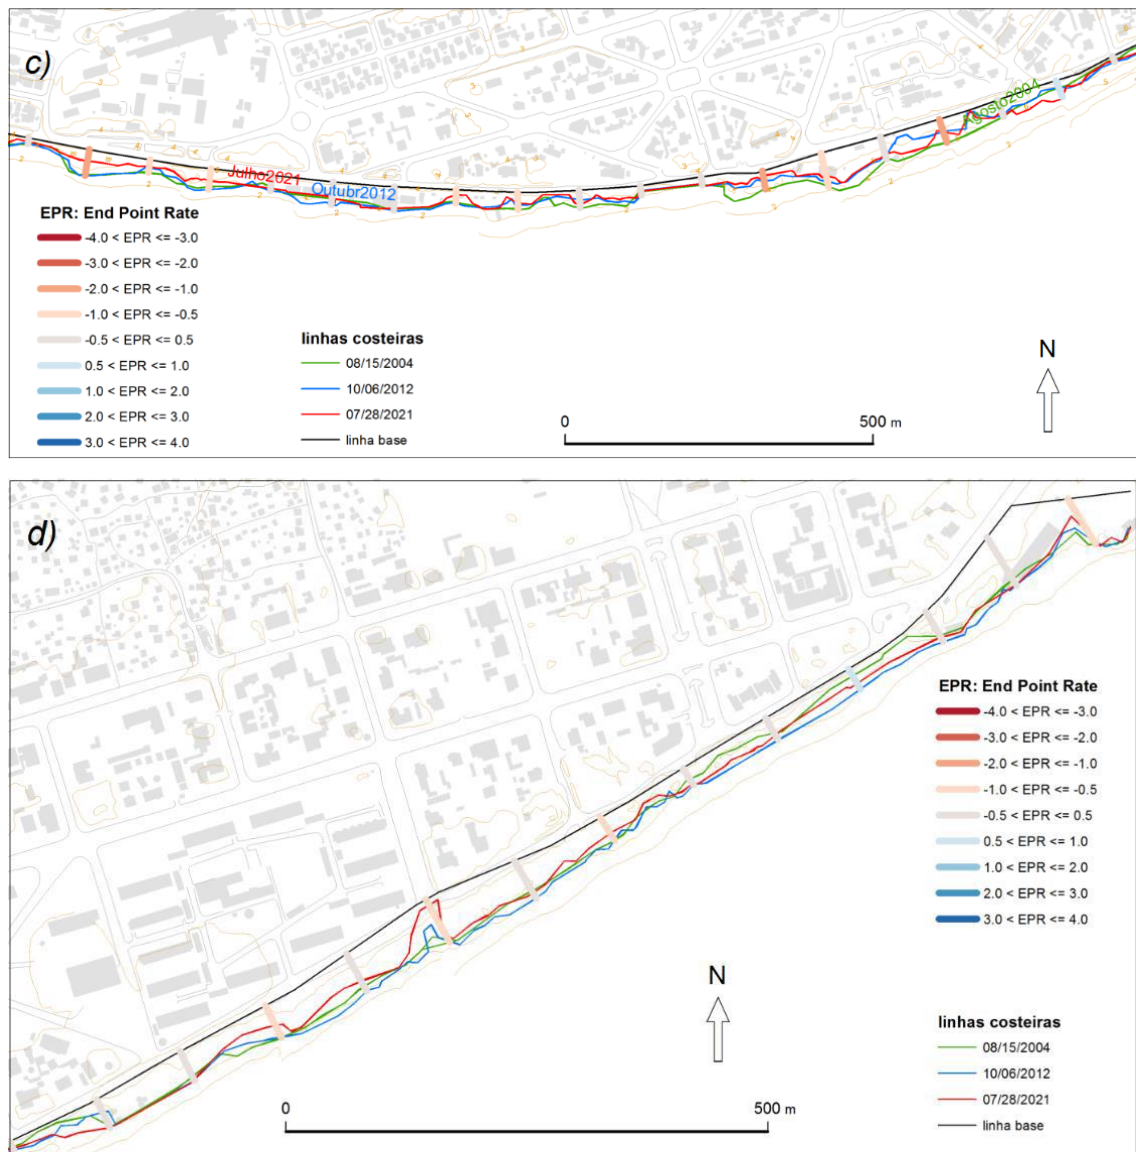 c)
Agosto2004
Julho2021
Outubr2012
EPR: End Point Rate
-4.0 < EPR <= -3.0
-3.0 < EPR <= -2.0
-2.0 < EPR <= -1.0
-1.0 < EPR <= -0.5
-0.5 < EPR <= 0.5
0.5 < EPR <= 1.0
1.0 < EPR <= 2.0
2.0 < EPR <= 3.0
3.0 < EPR <= 4.0
linhas costeiras
08/15/2004
10/06/2012
07/28/2021
linha base
0 500 m
N
d)
EPR: End Point Rate
-4.0 < EPR <= -3.0
-3.0 < EPR <= -2.0
-2.0 < EPR <= -1.0
-1.0 < EPR <= -0.5
-0.5 < EPR <= 0.5
0.5 < EPR <= 1.0
1.0 < EPR <= 2.0
2.0 < EPR <= 3.0
3.0 < EPR <= 4.0
N
linhas costeiras
08/15/2004
10/06/2012
07/28/2021
linha base
0 500 m